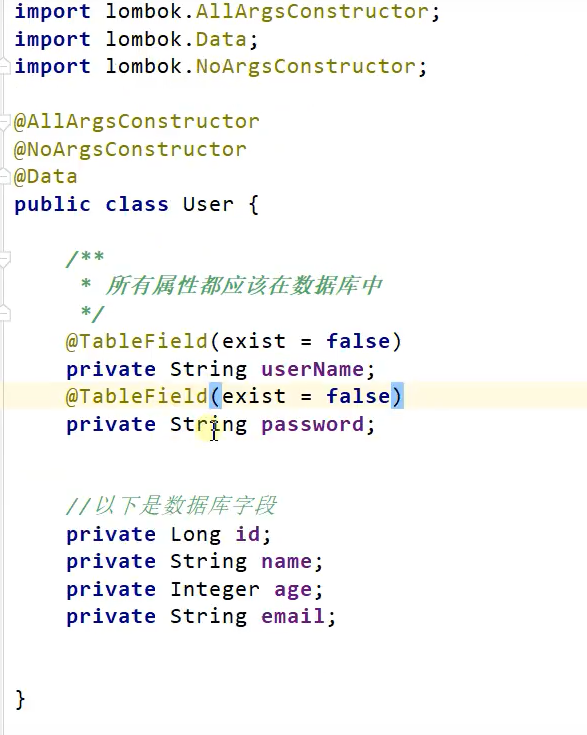 import lombok.AllArgsConstructor;
import lombok.Data;
import lombok.NoArgsConstructor;
@AllArgsConstructor
@NoArgsConstructor
@Data
public class User {
/**
* 所有属性都应该在数据库中
*/
@TableField(exist = false)
private String userName;
@TableField(exist = false)
private String password;
//以下是数据库字段
private Long id;
private String name;
private Integer age;
private String email;
}